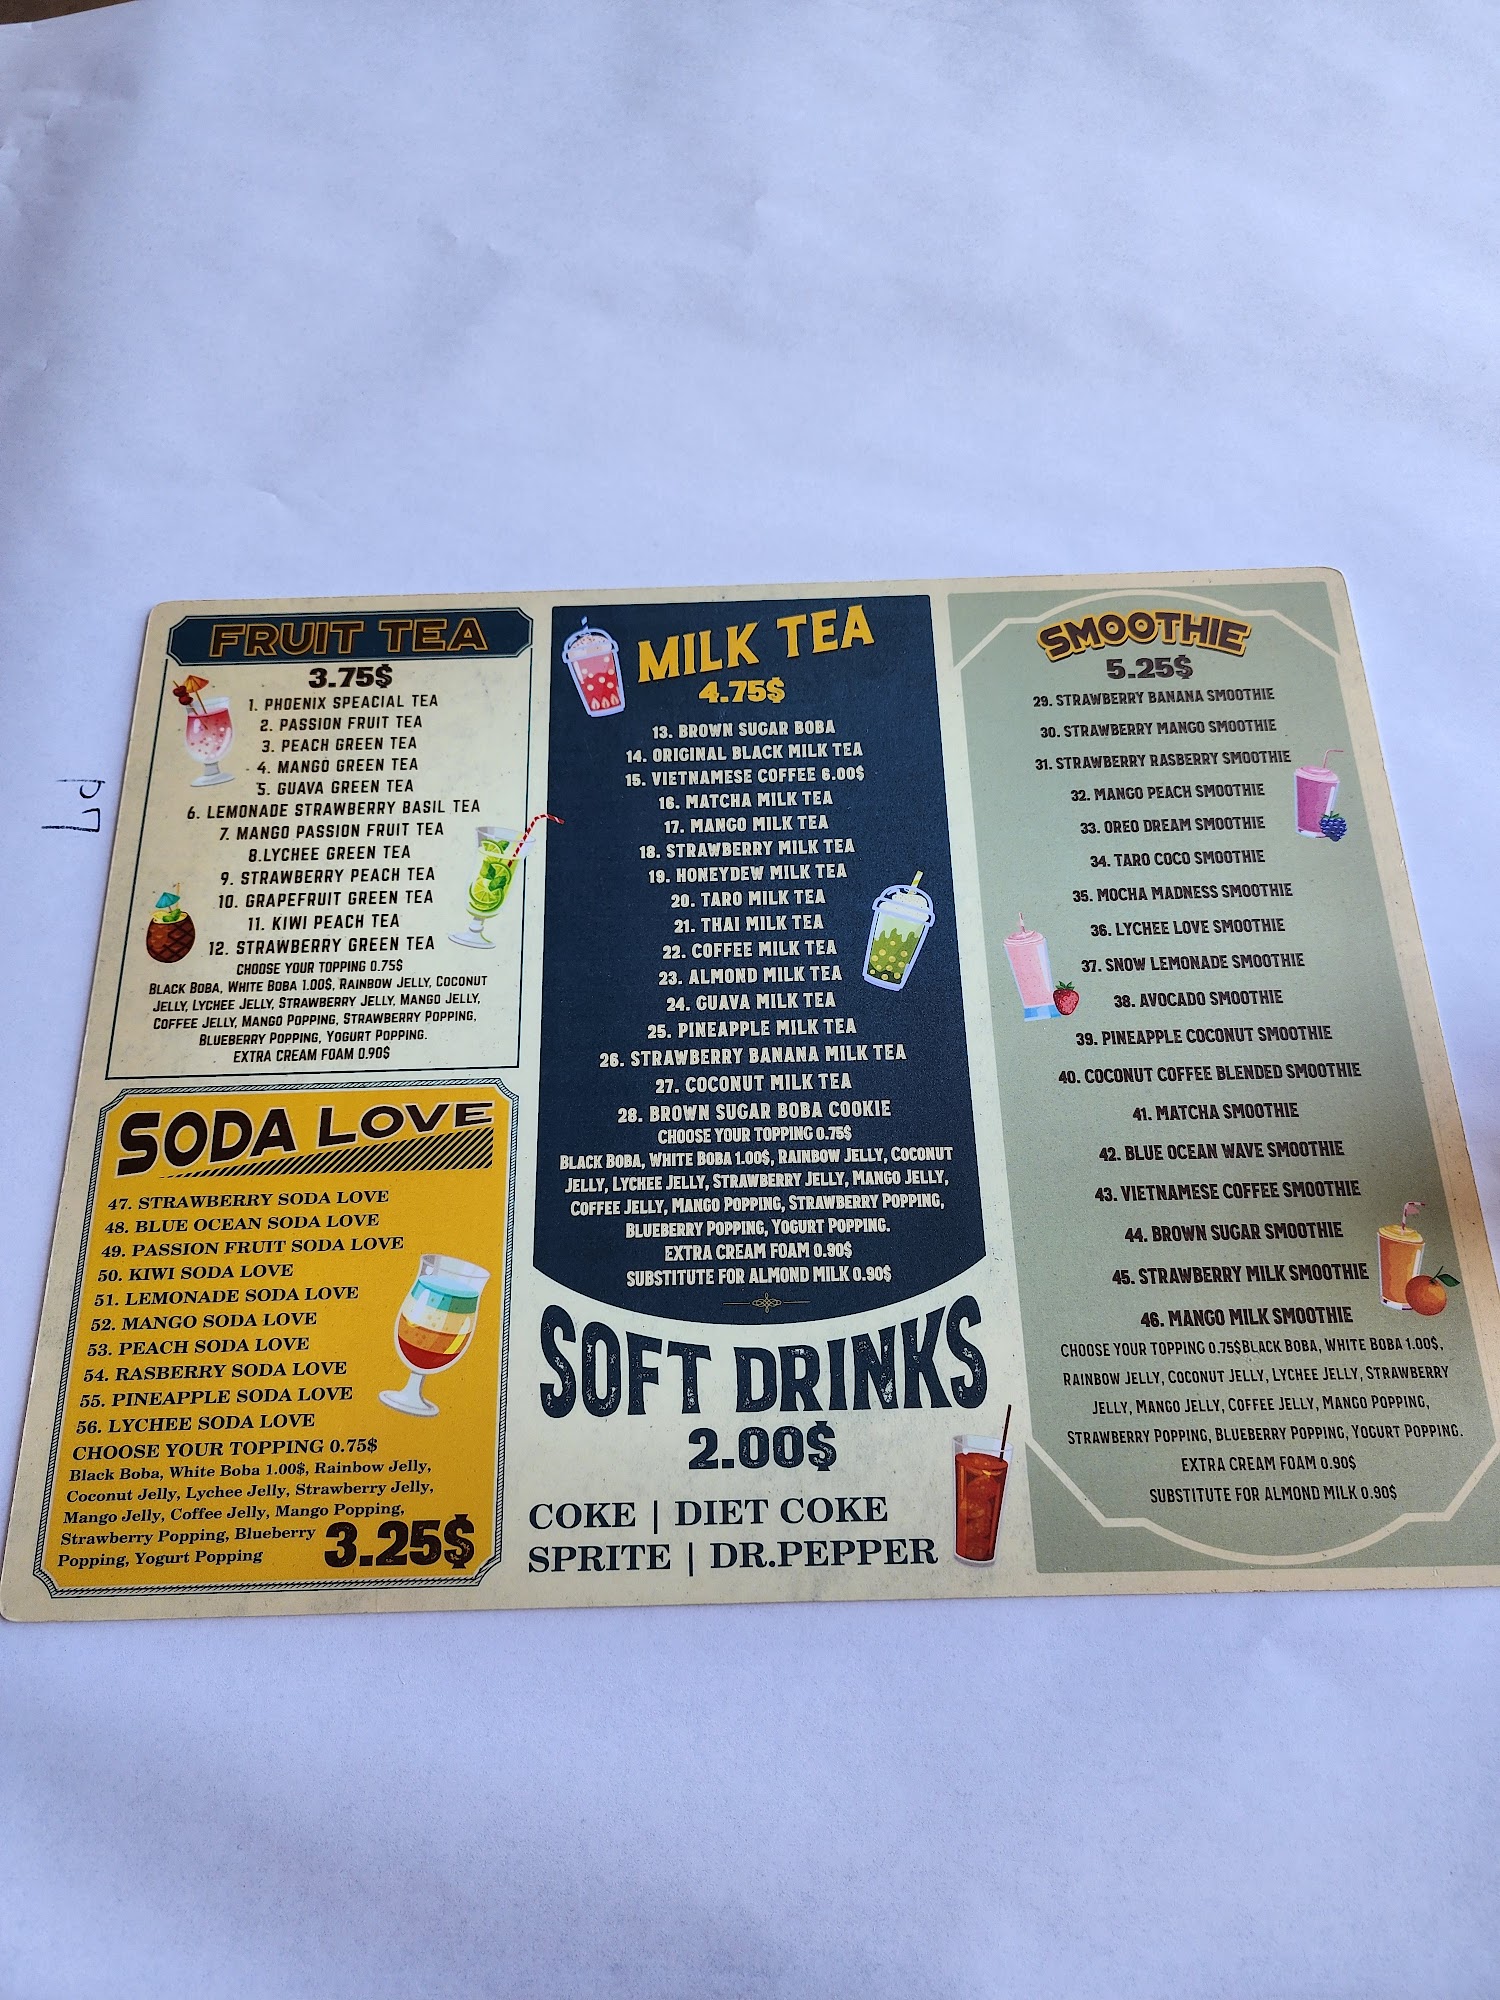 FRUIT TEA
3.75$
1. PHOENIX SPEACIAL TEA
2. PASSION FRUIT TEA
3. PEACH GREEN TEA
4. MANGO GREEN TEA
5. GUAVA GREEN TEA
6. LEMONADE STRAWBERRY BASIL TEA
7. MANGO PASSION FRUIT TEA
8.LYCHEE GREEN TEA
9. STRAWBERRY PEACH TEA
10. GRAPEFRUIT GREEN TEA
11. KIWI PEACH TEA
12. STRAWBERRY GREEN TEA
CHOOSE YOUR TOPPING 0.75$
BLACK BOBA, WHITE BOBA 1.00$, RAINBOW JELLY, COCONUT
JELLY, LYCHEE JELLY, STRAWBERRY JELLY, MANGO JELLY,
COFFEE JELLY, MANGO POPPING, STRAWBERRY POPPING,
BLUEBERRY POPPING, YOGURT POPPING.
EXTRA CREAM FOAM 0.90$
SODA LOVE
47. STRAWBERRY SODA LOVE
48. BLUE OCEAN SODA LOVE
49. PASSION FRUIT SODA LOVE
50. KIWI SODA LOVE
51. LEMONADE SODA LOVE
52. MANGO SODA LOVE
53. PEACH SODA LOVE
54. RASBERRY SODA LOVE
55. PINEAPPLE SODA LOVE
56. LYCHEE SODA LOVE
CHOOSE YOUR TOPPING 0.75$
Black Boba, White Boba 1.00$, Rainbow Jelly,
Coconut Jelly, Lychee Jelly, Strawberry Jelly,
Mango Jelly, Coffee Jelly, Mango Popping,
Strawberry Popping, Blueberry
Popping, Yogurt Popping
3.25$
MILK TEA
4.75$
13. BROWN SUGAR BOBA
14. ORIGINAL BLACK MILK TEA
15. VIETNAMESE COFFEE 6.00$
16. MATCHA MILK TEA
17. MANGO MILK TEA
18. STRAWBERRY MILK TEA
19. HONEYDEW MILK TEA
20. TARO MILK TEA
21. THAI MILK TEA
22. COFFEE MILK TEA
23. ALMOND MILK TEA
24. GUAVA MILK TEA
25. PINEAPPLE MILK TEA
26. STRAWBERRY BANANA MILK TEA
27. COCONUT MILK TEA
28. BROWN SUGAR BOBA COOKIE
CHOOSE YOUR TOPPING 0.75$
BLACK BOBA, WHITE BOBA 1.00$, RAINBOW JELLY, COCONUT
JELLY, LYCHEE JELLY, STRAWBERRY JELLY, MANGO JELLY,
COFFEE JELLY, MANGO POPPING, STRAWBERRY POPPING,
BLUEBERRY POPPING, YOGURT POPPING.
EXTRA CREAM FOAM 0.90$
SUBSTITUTE FOR ALMOND MILK 0.90$
SOFT DRINKS
2.00$
COKE | DIET COKE
SPRITE | DR.PEPPER
SMOOTHIE
5.25$
29. STRAWBERRY BANANA SMOOTHIE
30. STRAWBERRY MANGO SMOOTHIE
31. STRAWBERRY RASBERRY SMOOTHIE
32. MANGO PEACH SMOOTHIE
33. OREO DREAM SMOOTHIE
34. TARO COCO SMOOTHIE
35. MOCHA MADNESS SMOOTHIE
36. LYCHEE LOVE SMOOTHIE
37. SNOW LEMONADE SMOOTHIE
38. AVOCADO SMOOTHIE
39. PINEAPPLE COCONUT SMOOTHIE
40. COCONUT COFFEE BLENDED SMOOTHIE
41. MATCHA SMOOTHIE
42. BLUE OCEAN WAVE SMOOTHIE
43. VIETNAMESE COFFEE SMOOTHIE
44. BROWN SUGAR SMOOTHIE
45. STRAWBERRY MILK SMOOTHIE
46. MANGO MILK SMOOTHIE
CHOOSE YOUR TOPPING 0.75$BLACK BOBA, WHITE BOBA 1.00$,
RAINBOW JELLY, COCONUT JELLY, LYCHEE JELLY, STRAWBERRY
JELLY, MANGO JELLY, COFFEE JELLY, MANGO POPPING,
STRAWBERRY POPPING, BLUEBERRY POPPING, YOGURT POPPING.
EXTRA CREAM FOAM 0.90$
SUBSTITUTE FOR ALMOND MILK 0.90$